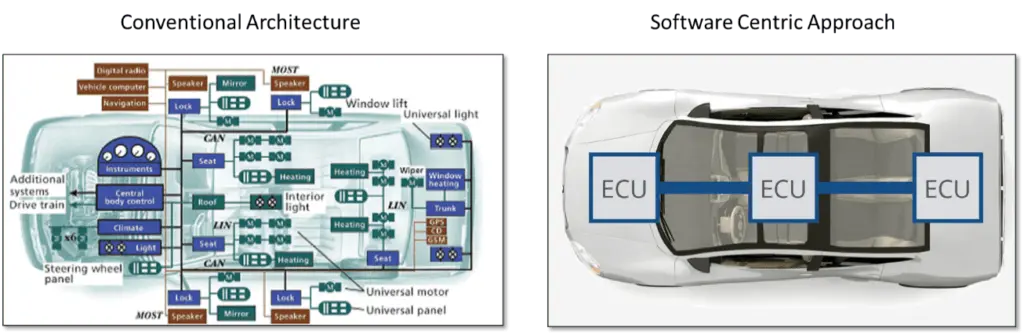 Conventional Architecture
Software Centric Approach
Digital radio
Vehicle computer
Navigation
Speaker
Mirror
MOST
Speaker
Lock
Lock
Window lift
Universal light
M
M
CAN
M M
M M
Seat
Heating
Instruments
Additional
systems
Drive train
Central
body control
Roof
Interior
light
Heating
M
M
M
Wiper
Window
heating
LIN
Trunk
GPS
CD
GSM
Climate
x6
Light
LIN
M M
M M
Seat
CAN
Heating
Heating
M
M
Seat
Steering wheel
panel
M
Lock
Lock
M
Universal motor
Universal panel
MOST
Speaker
Mirror
Speaker
ECU
ECU
ECU